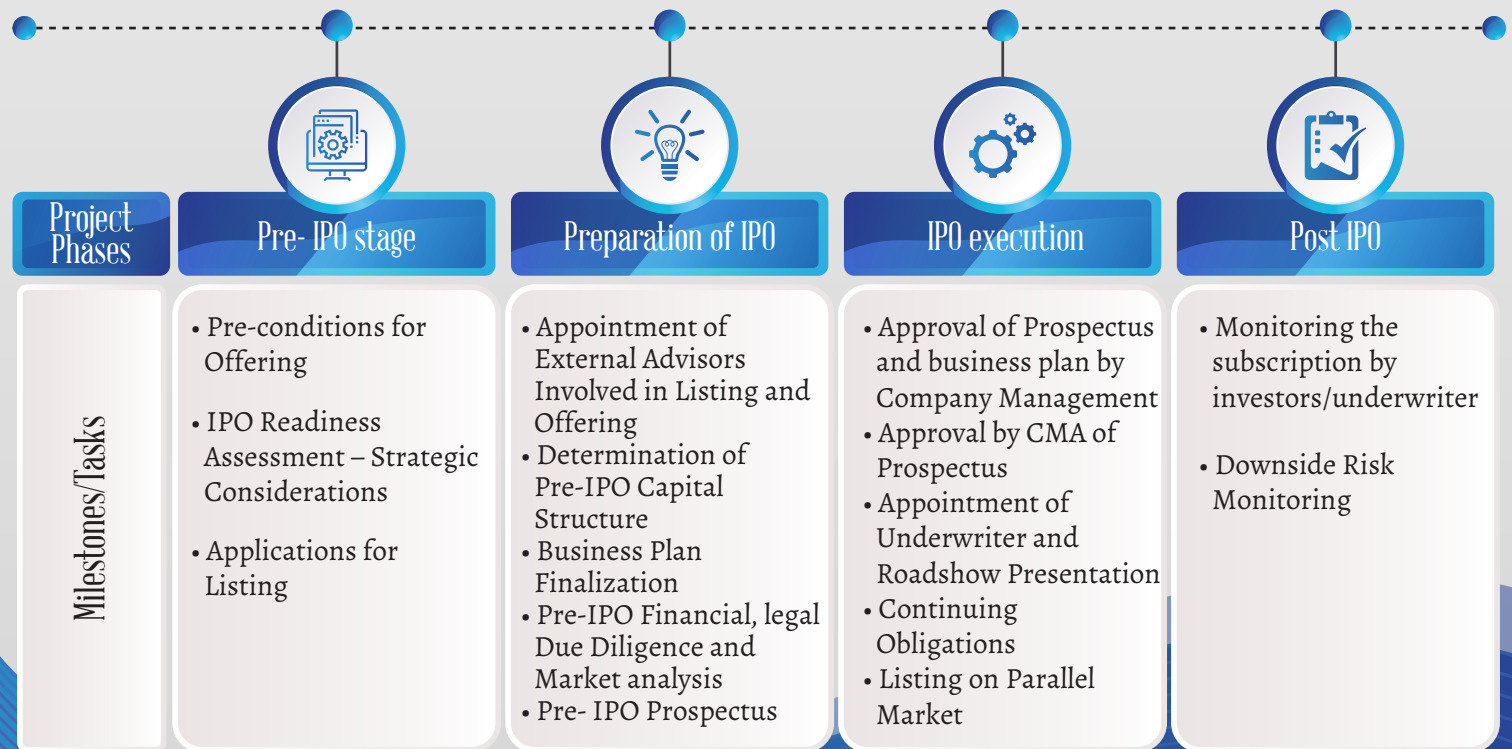 Project
Phases
Pre- IPO stage
Preparation of IPO
IPO execution
Post IPO
Milestones/Tasks
• Pre-conditions for
Offering
• IPO Readiness
Assessment – Strategic
Considerations
• Applications for
Listing
• Appointment of
External Advisors
Involved in Listing and
Offering
• Determination of
Pre-IPO Capital
Structure
• Business Plan
Finalization
• Pre-IPO Financial, legal
Due Diligence and
Market analysis
• Pre- IPO Prospectus
• Approval of Prospectus
and business plan by
Company Management
• Approval by CMA of
Prospectus
• Appointment of
Underwriter and
Roadshow Presentation
• Continuing
Obligations
• Listing on Parallel
Market
• Monitoring the
subscription by
investors/underwriter
• Downside Risk
Monitoring